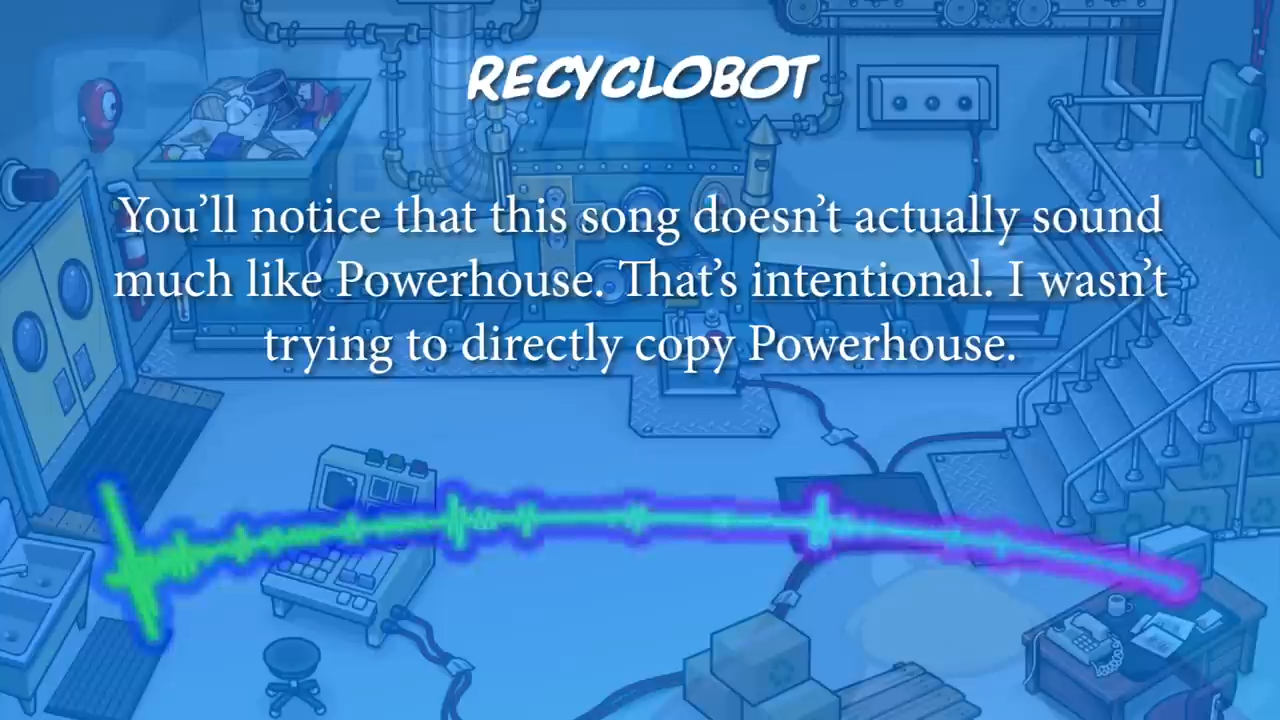 RECYCLOBOT
You’ll notice that this song doesn’t actually sound
much like Powerhouse. That’s intentional. I wasn’t
trying to directly copy Powerhouse.